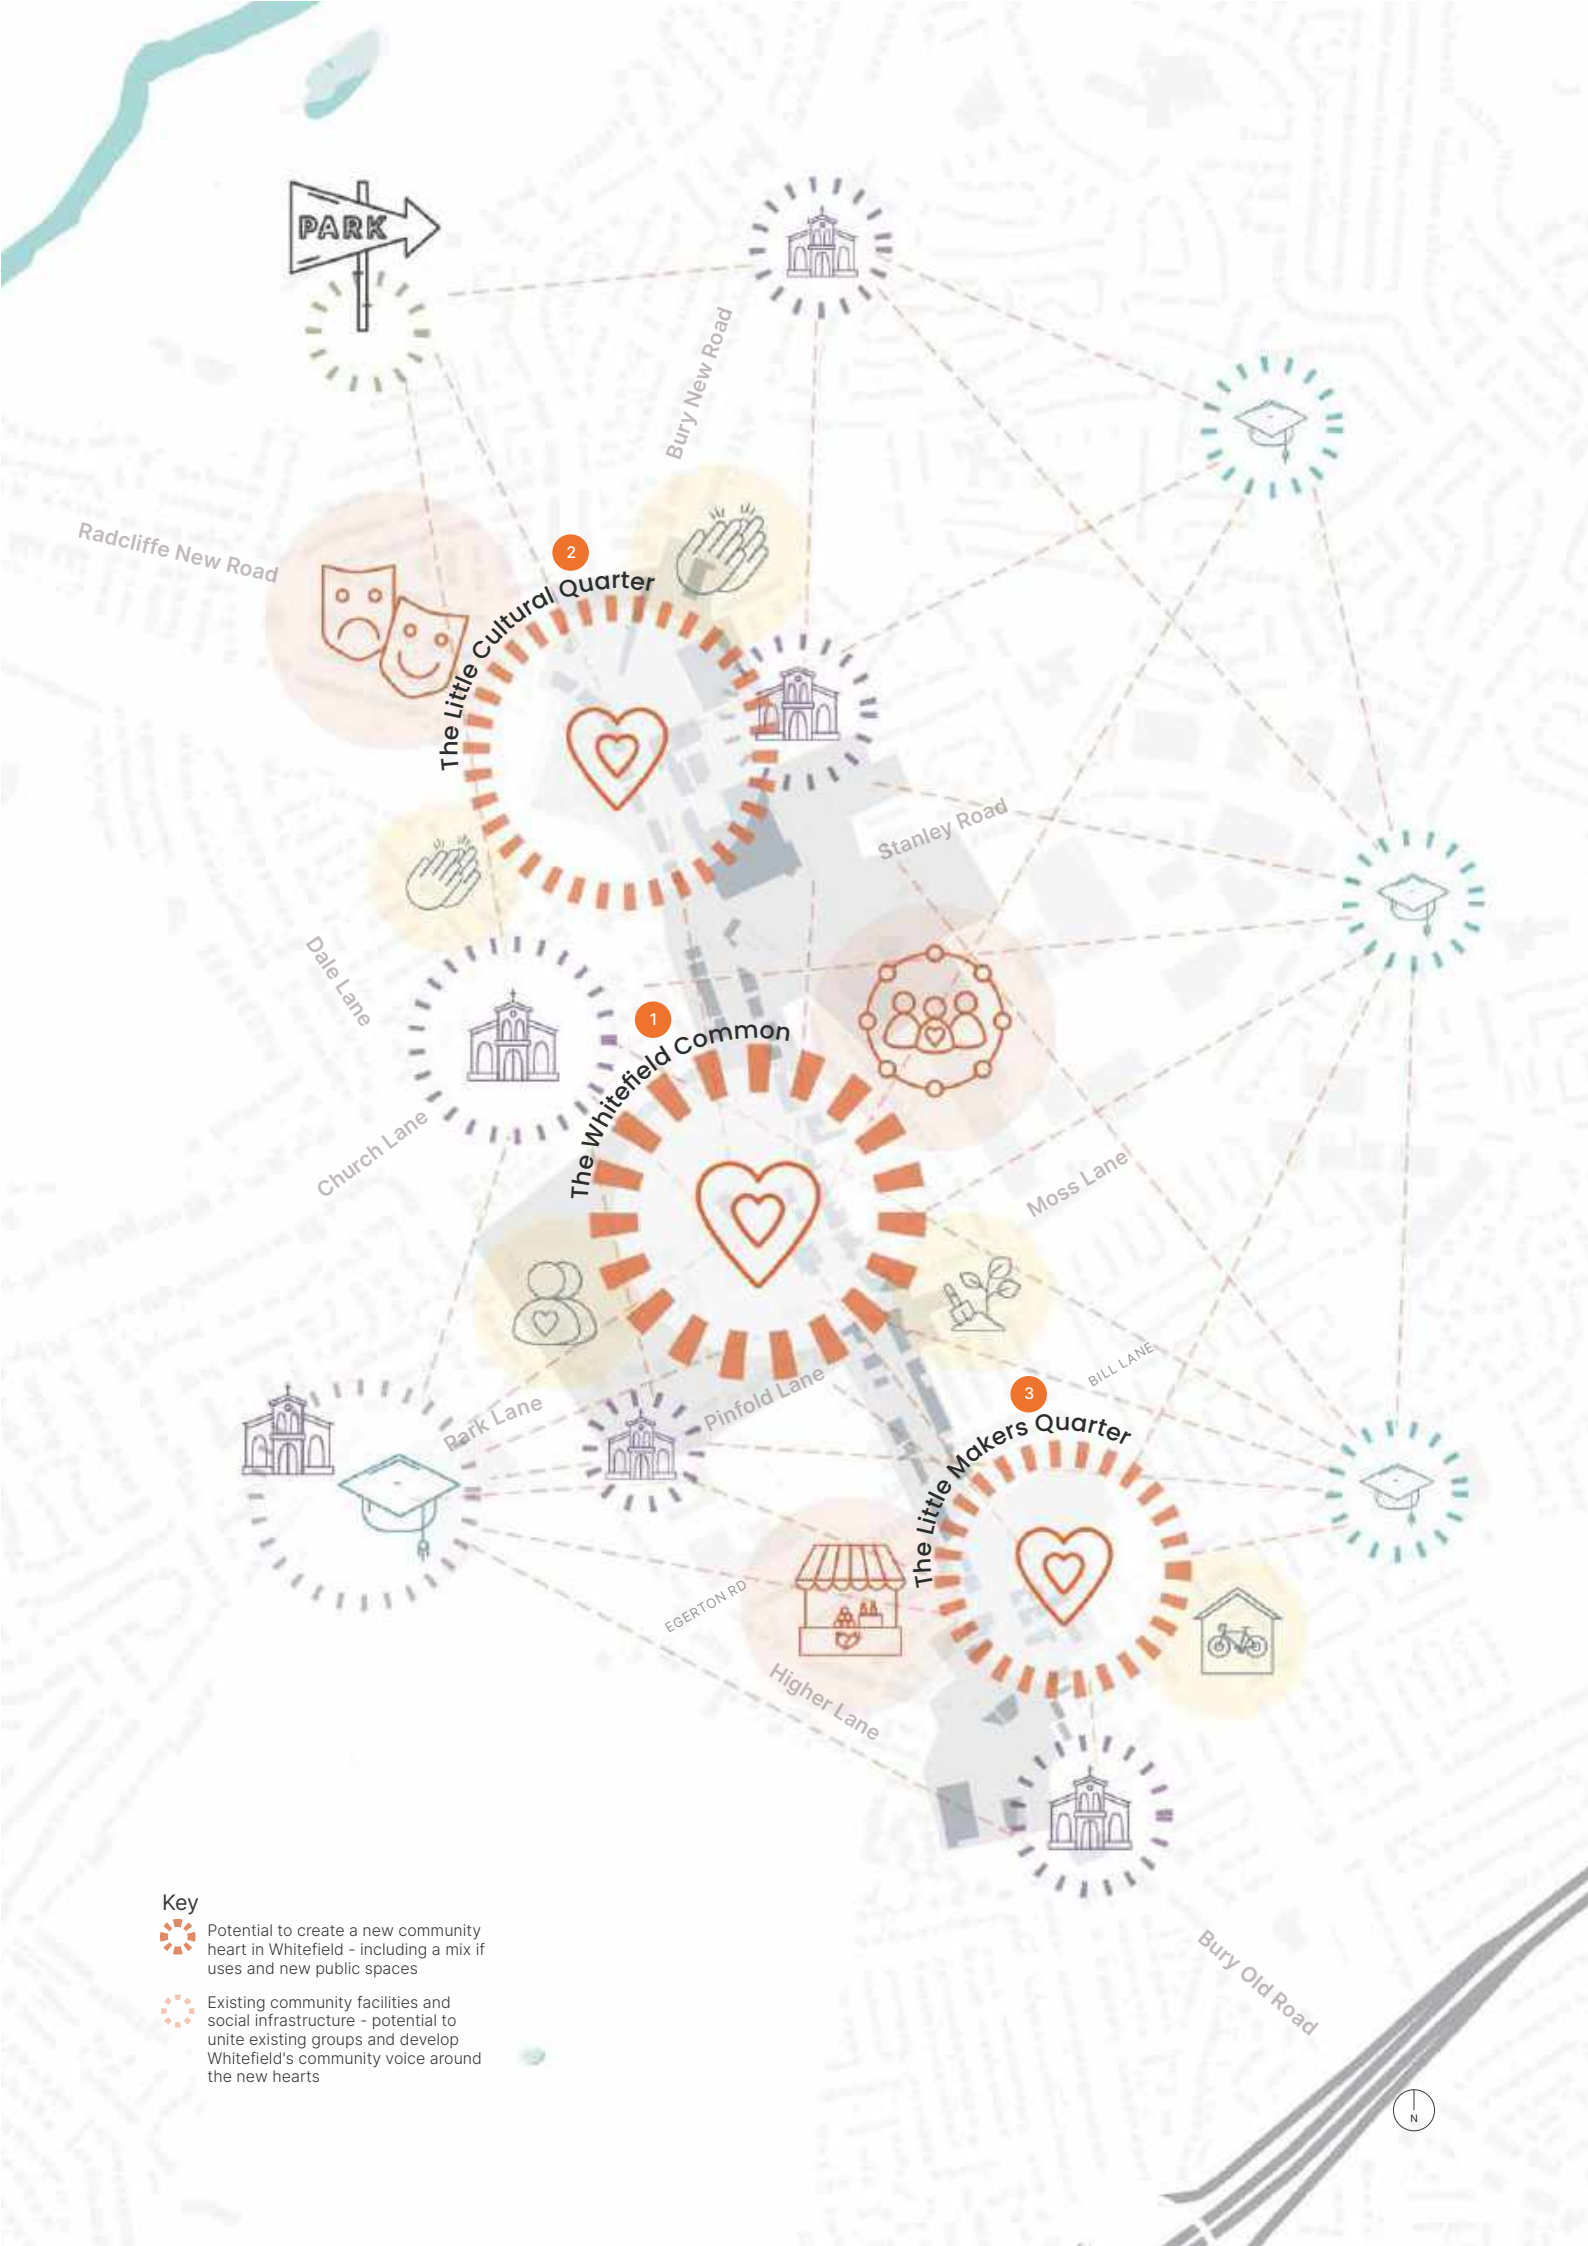 PARK
Bury New Road
Radcliffe New Road
2
The Little Cultural Quarter
Stanley Road
Dale Lane
1
The Whitefield Common
Church Lane
Moss Lane
BILL LANE
Pinfold Lane
Park Lane
3
The Little Makers Quarter
EGERTON RD
Higher Lane
Key
Potential to create a new community
heart in Whitefield - including a mix if
uses and new public spaces
Existing community facilities and
social infrastructure - potential to
unite existing groups and develop
Whitefield's community voice around
the new hearts
Bury Old Road
N